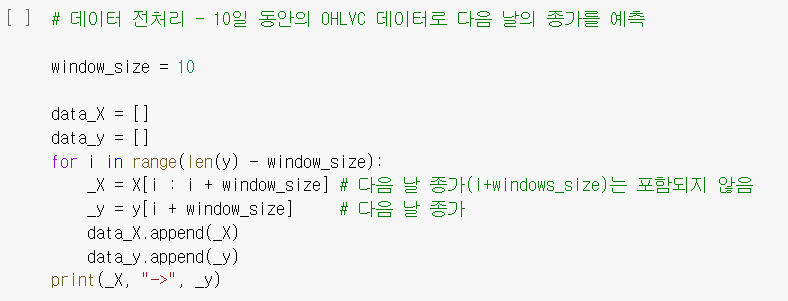 [ ] # 데이터 전처리 - 10일 동안의 OHLVC 데이터로 다음 날의 종가를 예측
window_size = 10
data_X = []
data_y = []
for i in range(len(y) - window_size):
    _X = X[i : i + window_size] # 다음 날 종가(i+windows_size)는 포함되지 않음
    _y = y[i + window_size]     # 다음 날 종가
    data_X.append(_X)
    data_y.append(_y)
print(_X, "->", _y)